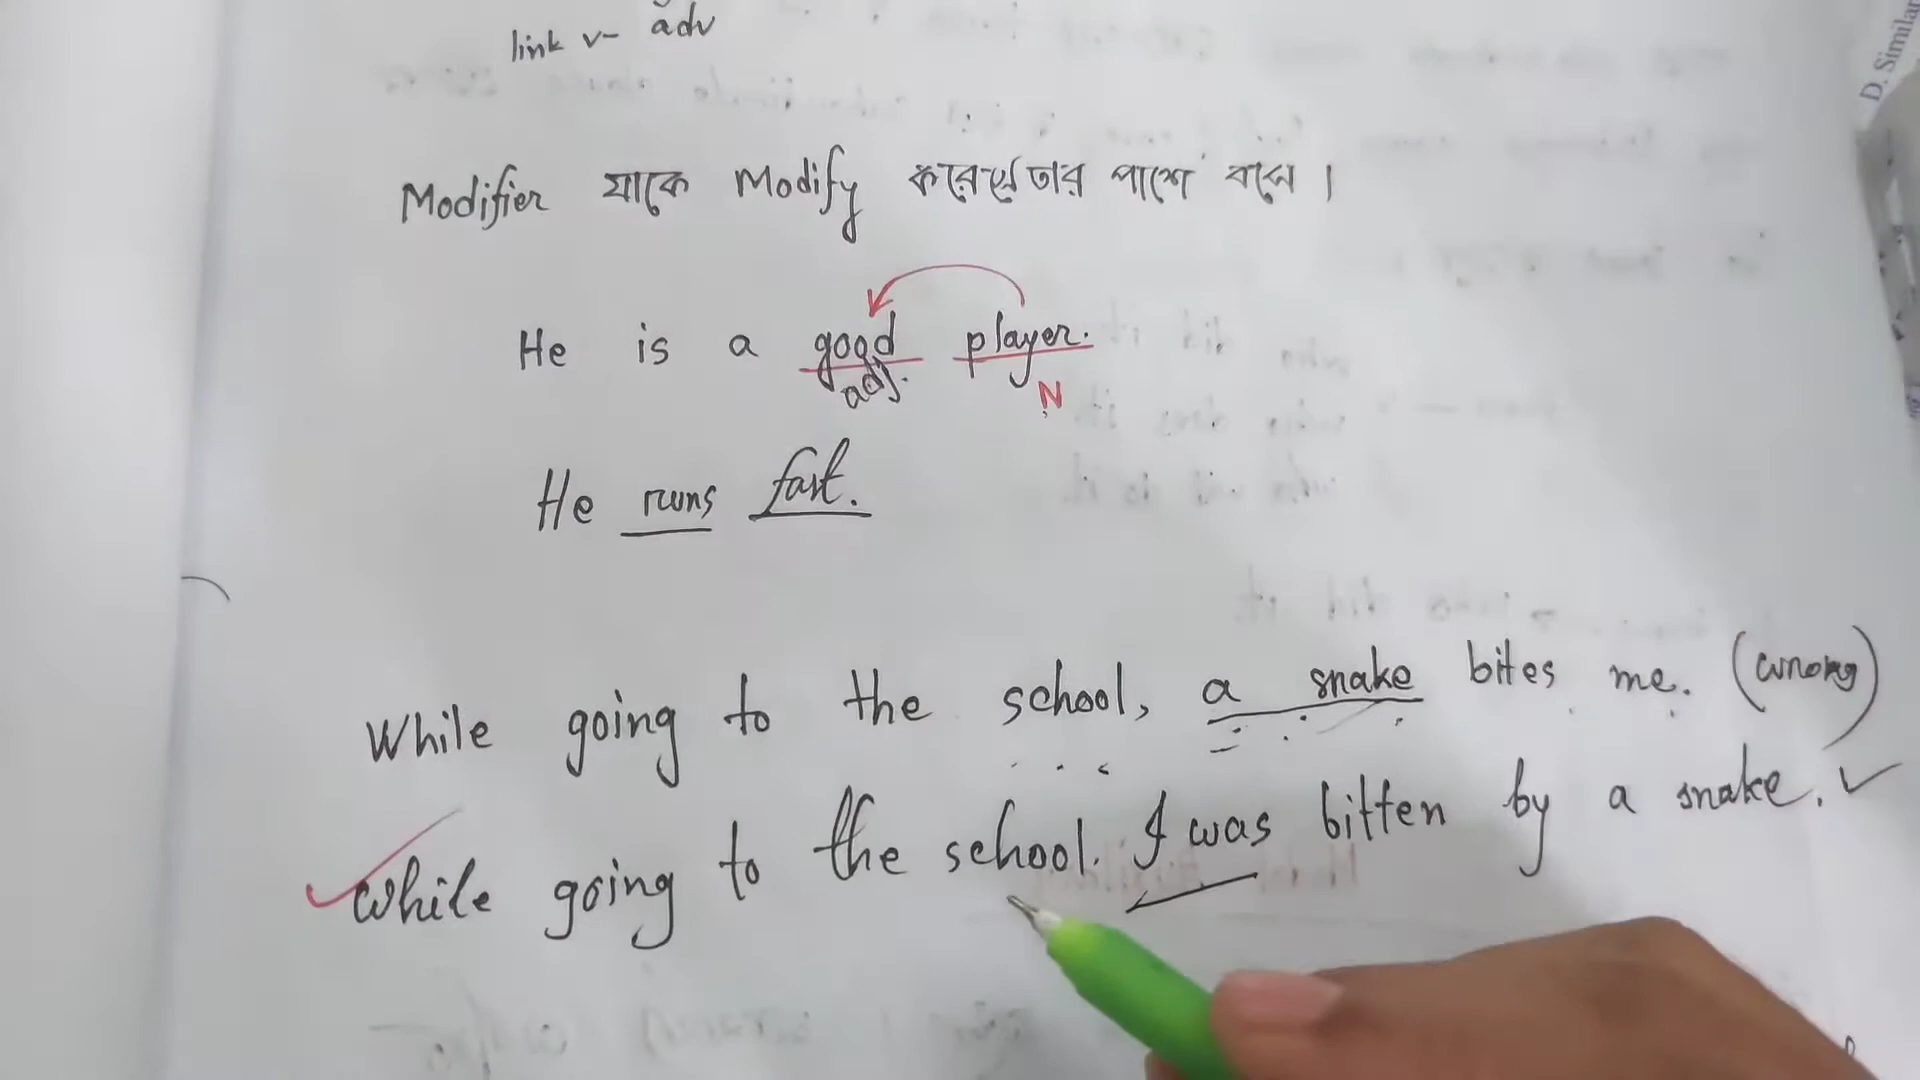 link v- adv
D. Similar
Modifier যাকে Modify করে তার পাশে বসে।
He is a good player.
adj. N
He runs fast.
While going to the school, a snake bites me. (wrong)
While going to the school. I was bitten by a snake. ✓